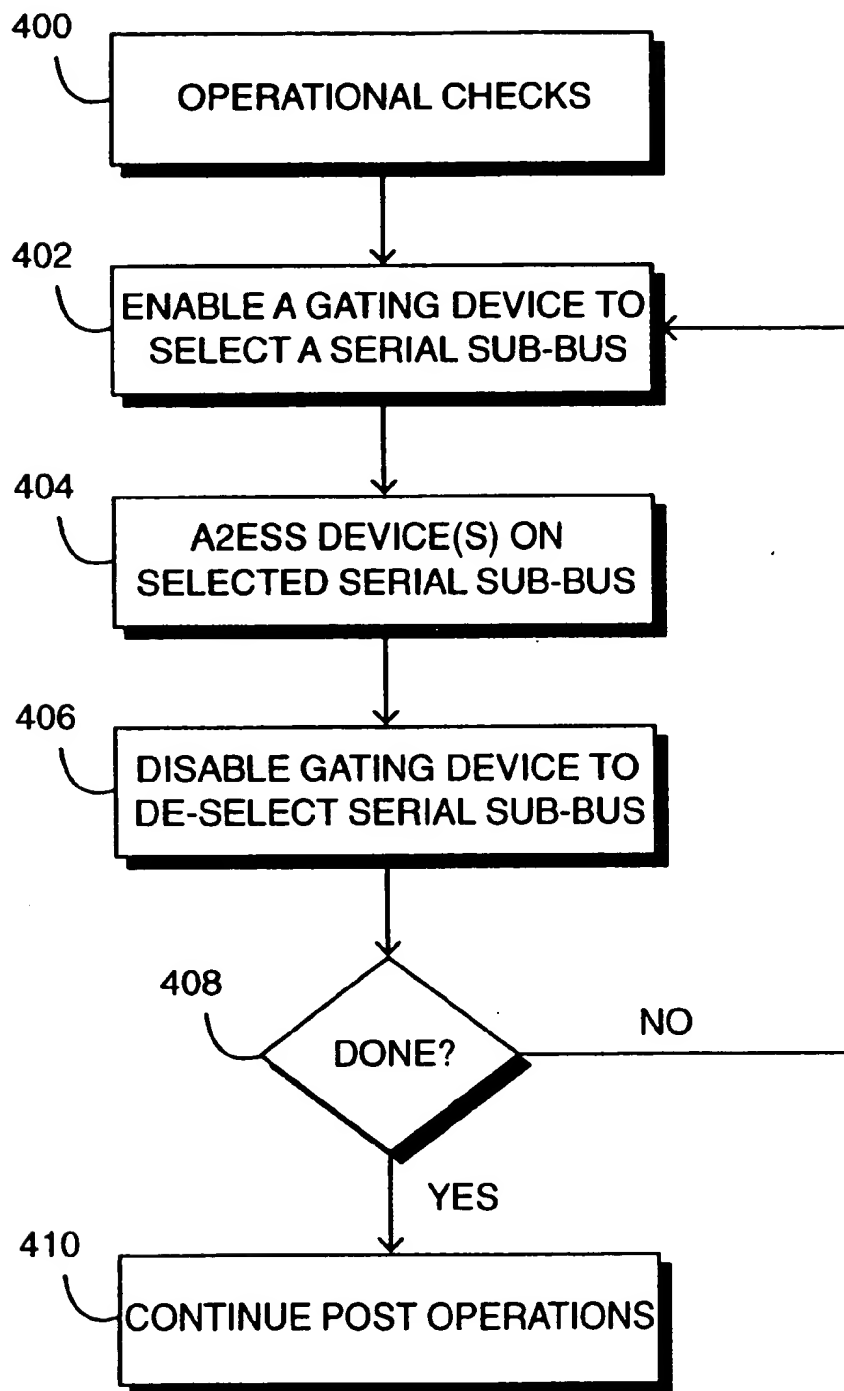 400
OPERATIONAL CHECKS
402
ENABLE A GATING DEVICE TO
SELECT A SERIAL SUB-BUS
404
A2ESS DEVICE(S) ON
SELECTED SERIAL SUB-BUS
406
DISABLE GATING DEVICE TO
DE-SELECT SERIAL SUB-BUS
408
DONE?
NO
YES
410
CONTINUE POST OPERATIONS